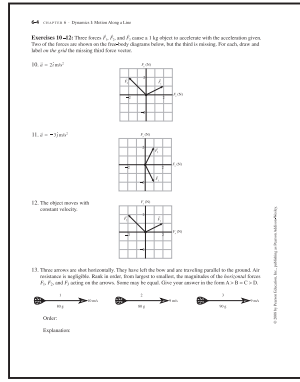 6-4 CHAPTER 6 · Dynamics I: Motion Along a Line
Exercises 10–12: Three forces F₁, F₂, and F₃ cause a 1 kg object to accelerate with the acceleration given.
Two of the forces are shown on the free-body diagrams below, but the third is missing. For each, draw and
label on the grid the missing third force vector.
10. a = 2i m/s²
Fy (N)
Fx (N)
11. a = −3j m/s²
Fy (N)
Fx (N)
12. The object moves with
constant velocity.
Fy (N)
Fx (N)
13. Three arrows are shot horizontally. They have left the bow and are traveling parallel to the ground. Air
resistance is negligible. Rank in order, from largest to smallest, the magnitudes of the horizontal forces
F₁, F₂, and F₃ acting on the arrows. Some may be equal. Give your answer in the form A > B = C > D.
1
2
3
Order:
Explanation: